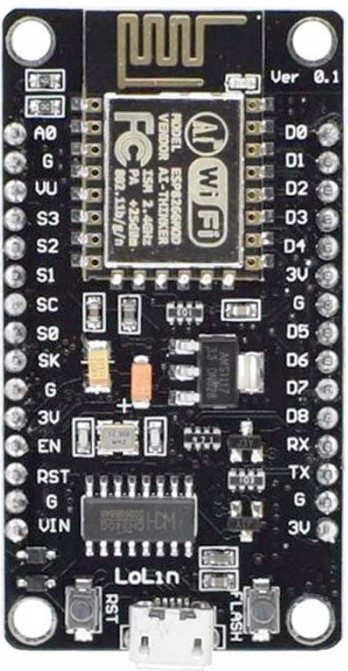 Ver 0.1
A0
G
VU
S3
S2
S1
SC
S0
SK
G
3V
EN
RST
G
VIN
D0
D1
D2
D3
D4
3V
G
D5
D6
D7
D8
RX
TX
G
3V
MODEL ESP8266MOD
VENDOR AI-THINKER
ISM 2.4GHz
PA +25dBm
802.11b/g/n
FC
Ai
WiFi
AMS1117
CH340G
LoLin
RST
FLASH